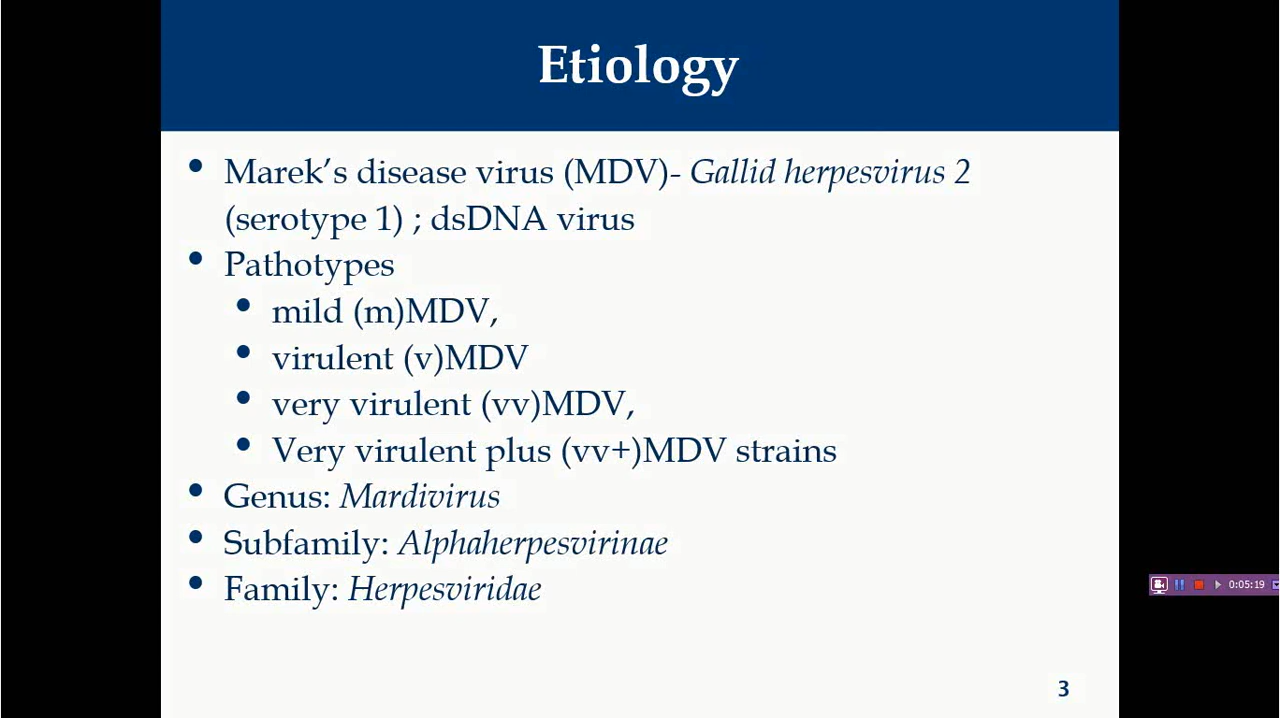 Etiology
• Marek’s disease virus (MDV)- Gallid herpesvirus 2
(serotype 1) ; dsDNA virus
• Pathotypes
• mild (m)MDV,
• virulent (v)MDV
• very virulent (vv)MDV,
• Very virulent plus (vv+)MDV strains
• Genus: Mardivirus
• Subfamily: Alphaherpesvirinae
• Family: Herpesviridae
0:05:19
3